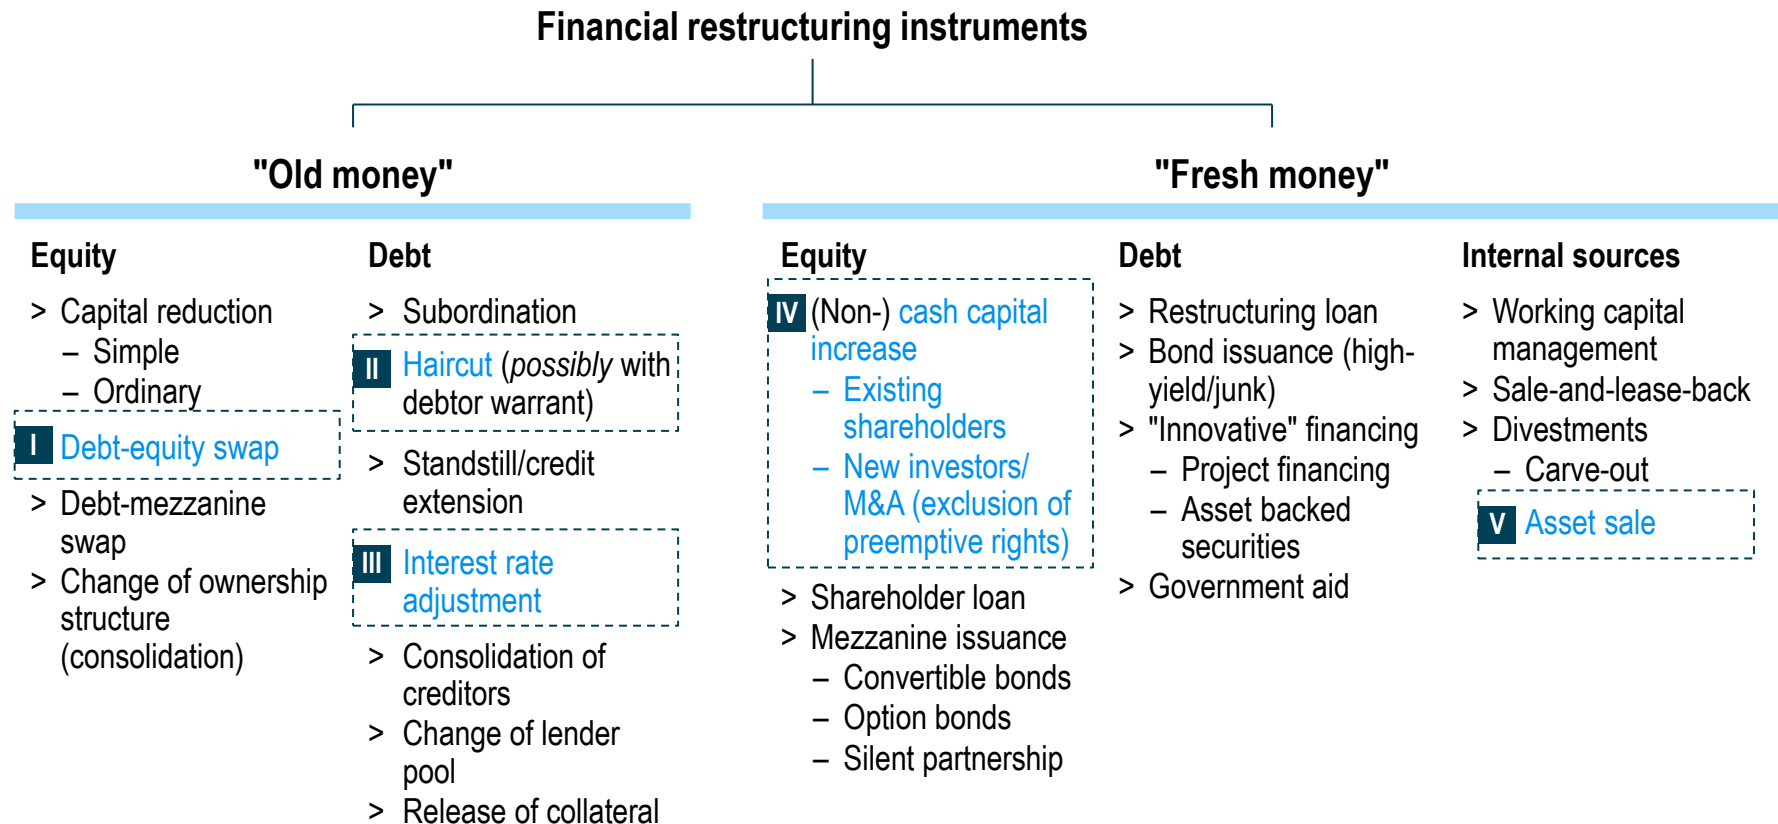 Financial restructuring instruments
"Old money"
Equity
> Capital reduction
– Simple
– Ordinary
I Debt-equity swap
> Debt-mezzanine
swap
> Change of ownership
structure
(consolidation)
Debt
> Subordination
II Haircut (possibly with
debtor warrant)
> Standstill/credit
extension
III Interest rate
adjustment
> Consolidation of
creditors
> Change of lender
pool
> Release of collateral
"Fresh money"
Equity
IV (Non-) cash capital
increase
– Existing
shareholders
– New investors/
M&A (exclusion of
preemptive rights)
> Shareholder loan
> Mezzanine issuance
– Convertible bonds
– Option bonds
– Silent partnership
Debt
> Restructuring loan
> Bond issuance (high-
yield/junk)
> "Innovative" financing
– Project financing
– Asset backed
securities
> Government aid
Internal sources
> Working capital
management
> Sale-and-lease-back
> Divestments
– Carve-out
V Asset sale